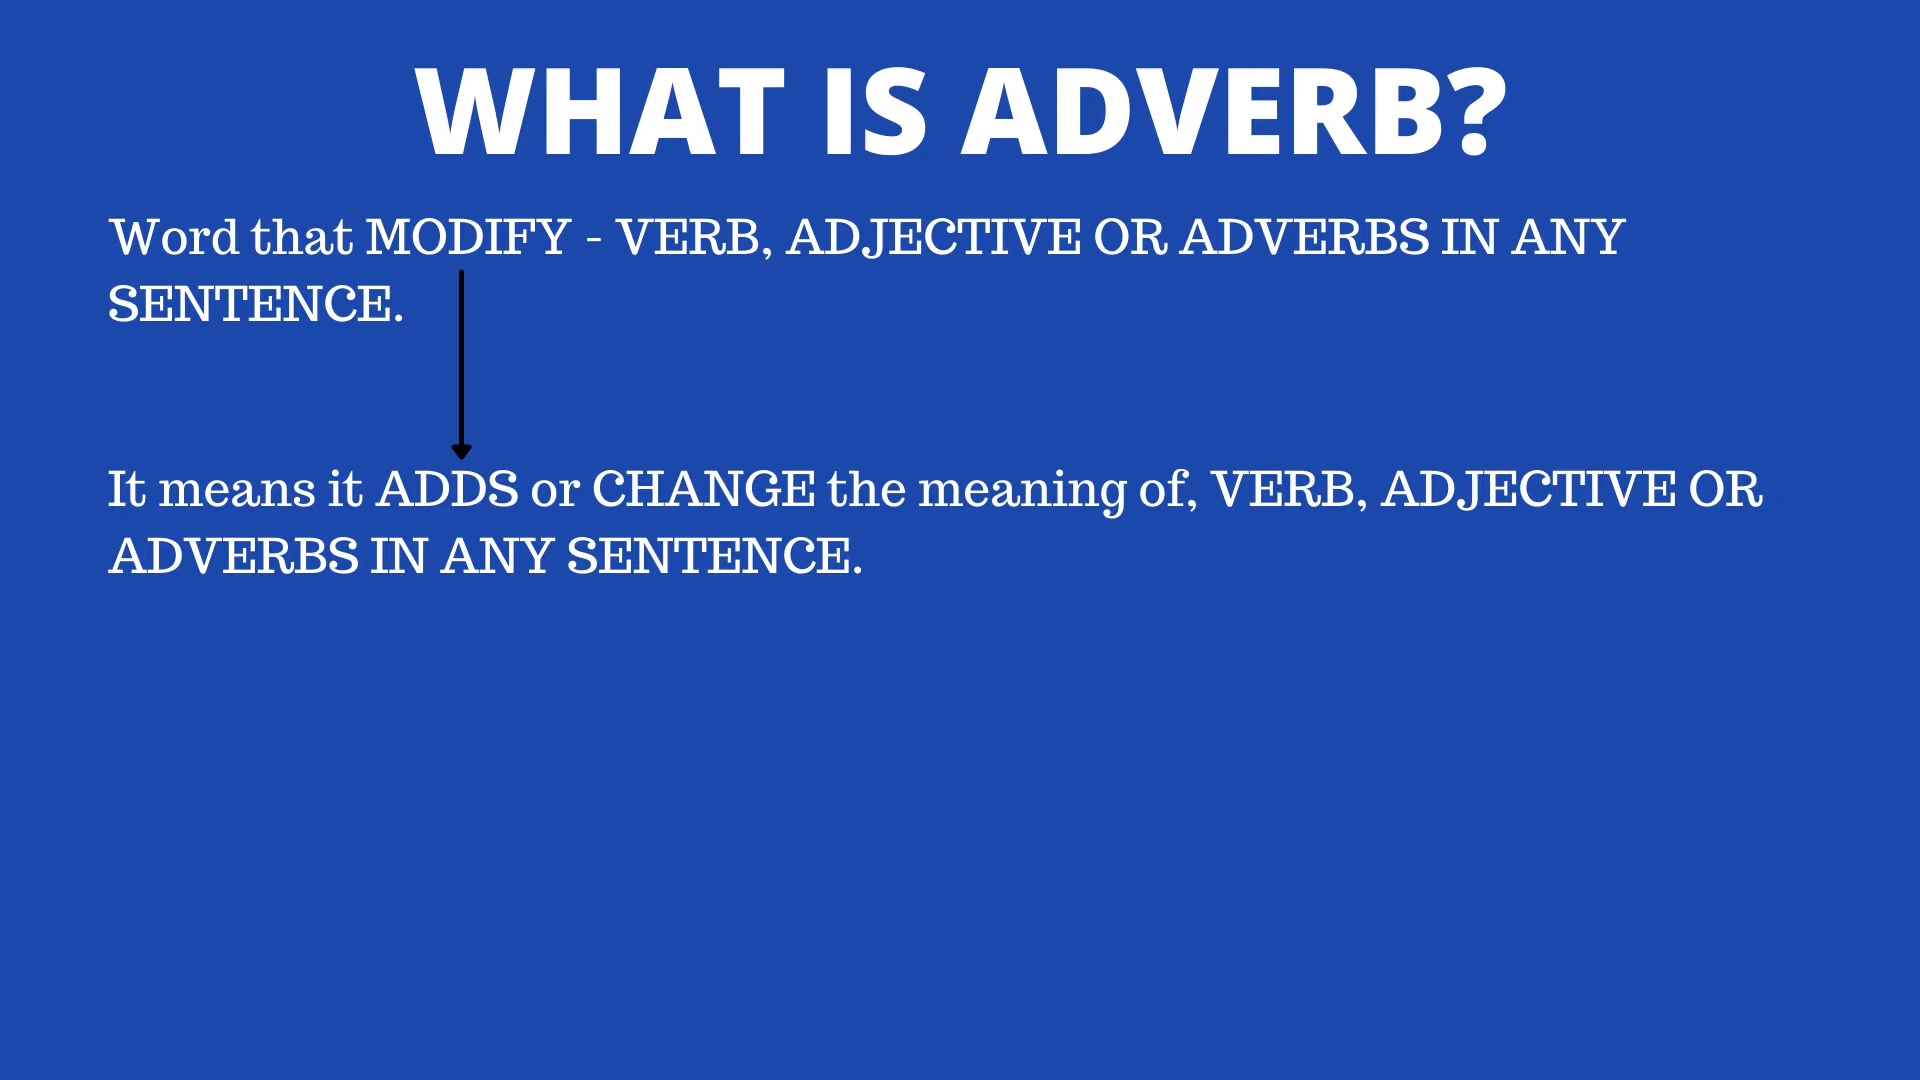 WHAT IS ADVERB?
Word that MODIFY - VERB, ADJECTIVE OR ADVERBS IN ANY
SENTENCE.
It means it ADDS or CHANGE the meaning of, VERB, ADJECTIVE OR
ADVERBS IN ANY SENTENCE.